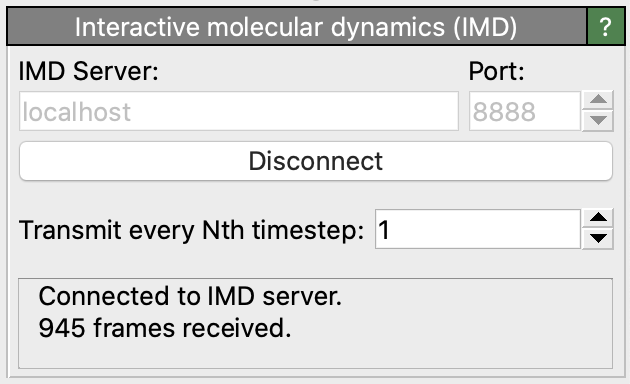 Interactive molecular dynamics (IMD) ?
IMD Server: Port:
localhost 8888
Disconnect
Transmit every Nth timestep: 1
Connected to IMD server.
945 frames received.